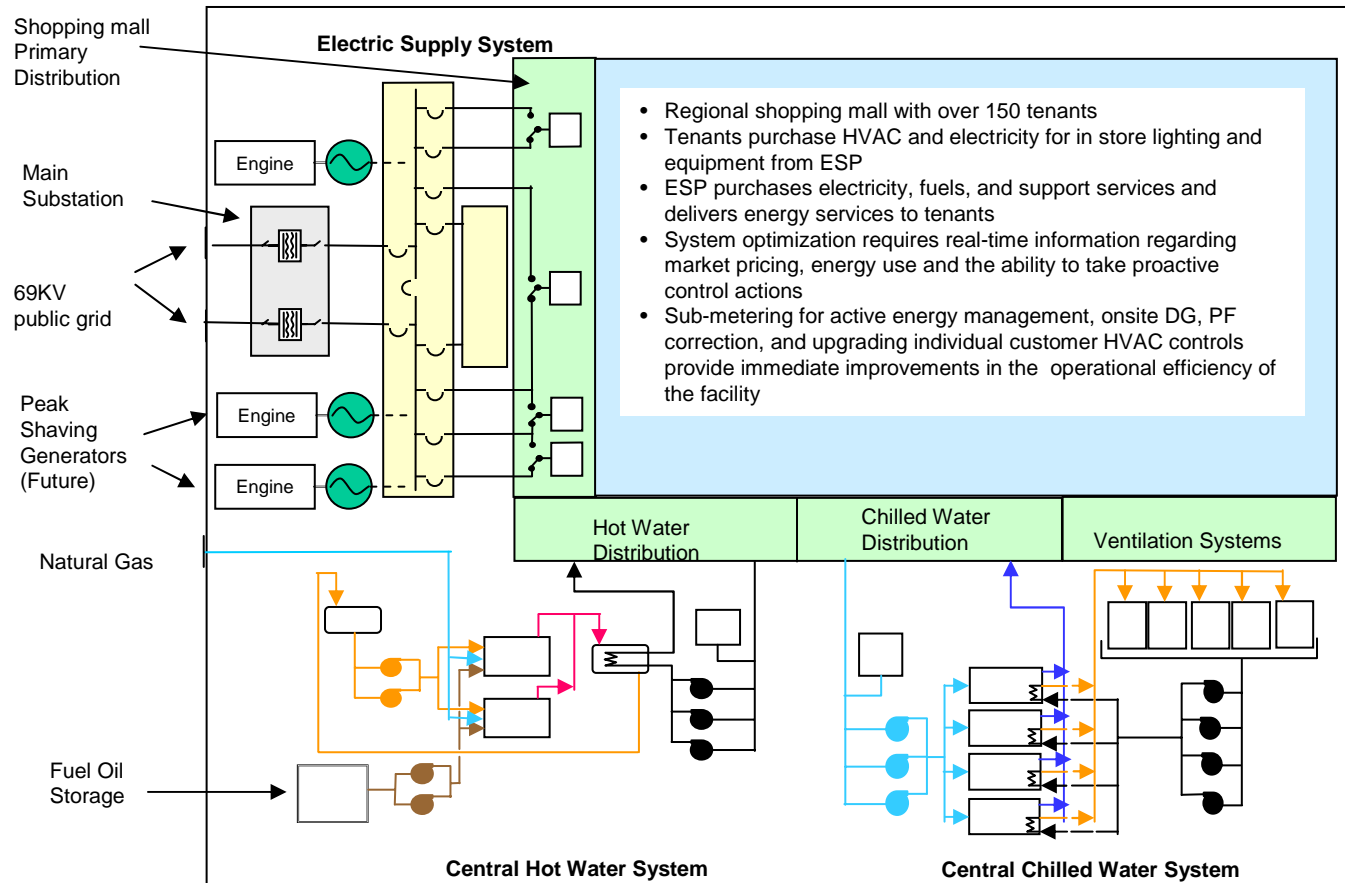 Shopping mall
Primary
Distribution
Electric Supply System
Engine
Main
Substation
69KV
public grid
Peak
Shaving
Generators
(Future)
Engine
Engine
• Regional shopping mall with over 150 tenants
• Tenants purchase HVAC and electricity for in store lighting and
equipment from ESP
• ESP purchases electricity, fuels, and support services and
delivers energy services to tenants
• System optimization requires real-time information regarding
market pricing, energy use and the ability to take proactive
control actions
• Sub-metering for active energy management, onsite DG, PF
correction, and upgrading individual customer HVAC controls
provide immediate improvements in the operational efficiency of
the facility
Hot Water
Distribution
Chilled Water
Distribution
Ventilation Systems
Natural Gas
Fuel Oil
Storage
Central Hot Water System
Central Chilled Water System